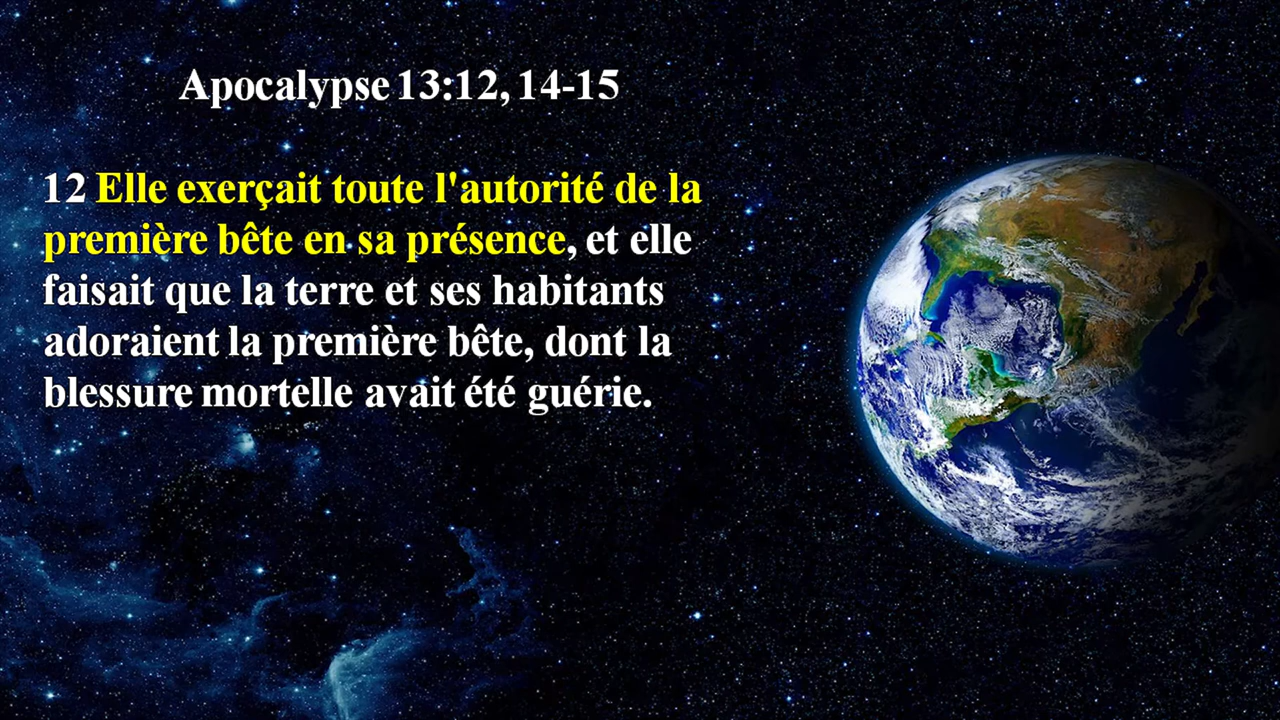 Apocalypse 13:12, 14-15
12 Elle exerçait toute l'autorité de la
première bête en sa présence, et elle
faisait que la terre et ses habitants
adoraient la première bête, dont la
blessure mortelle avait été guérie.